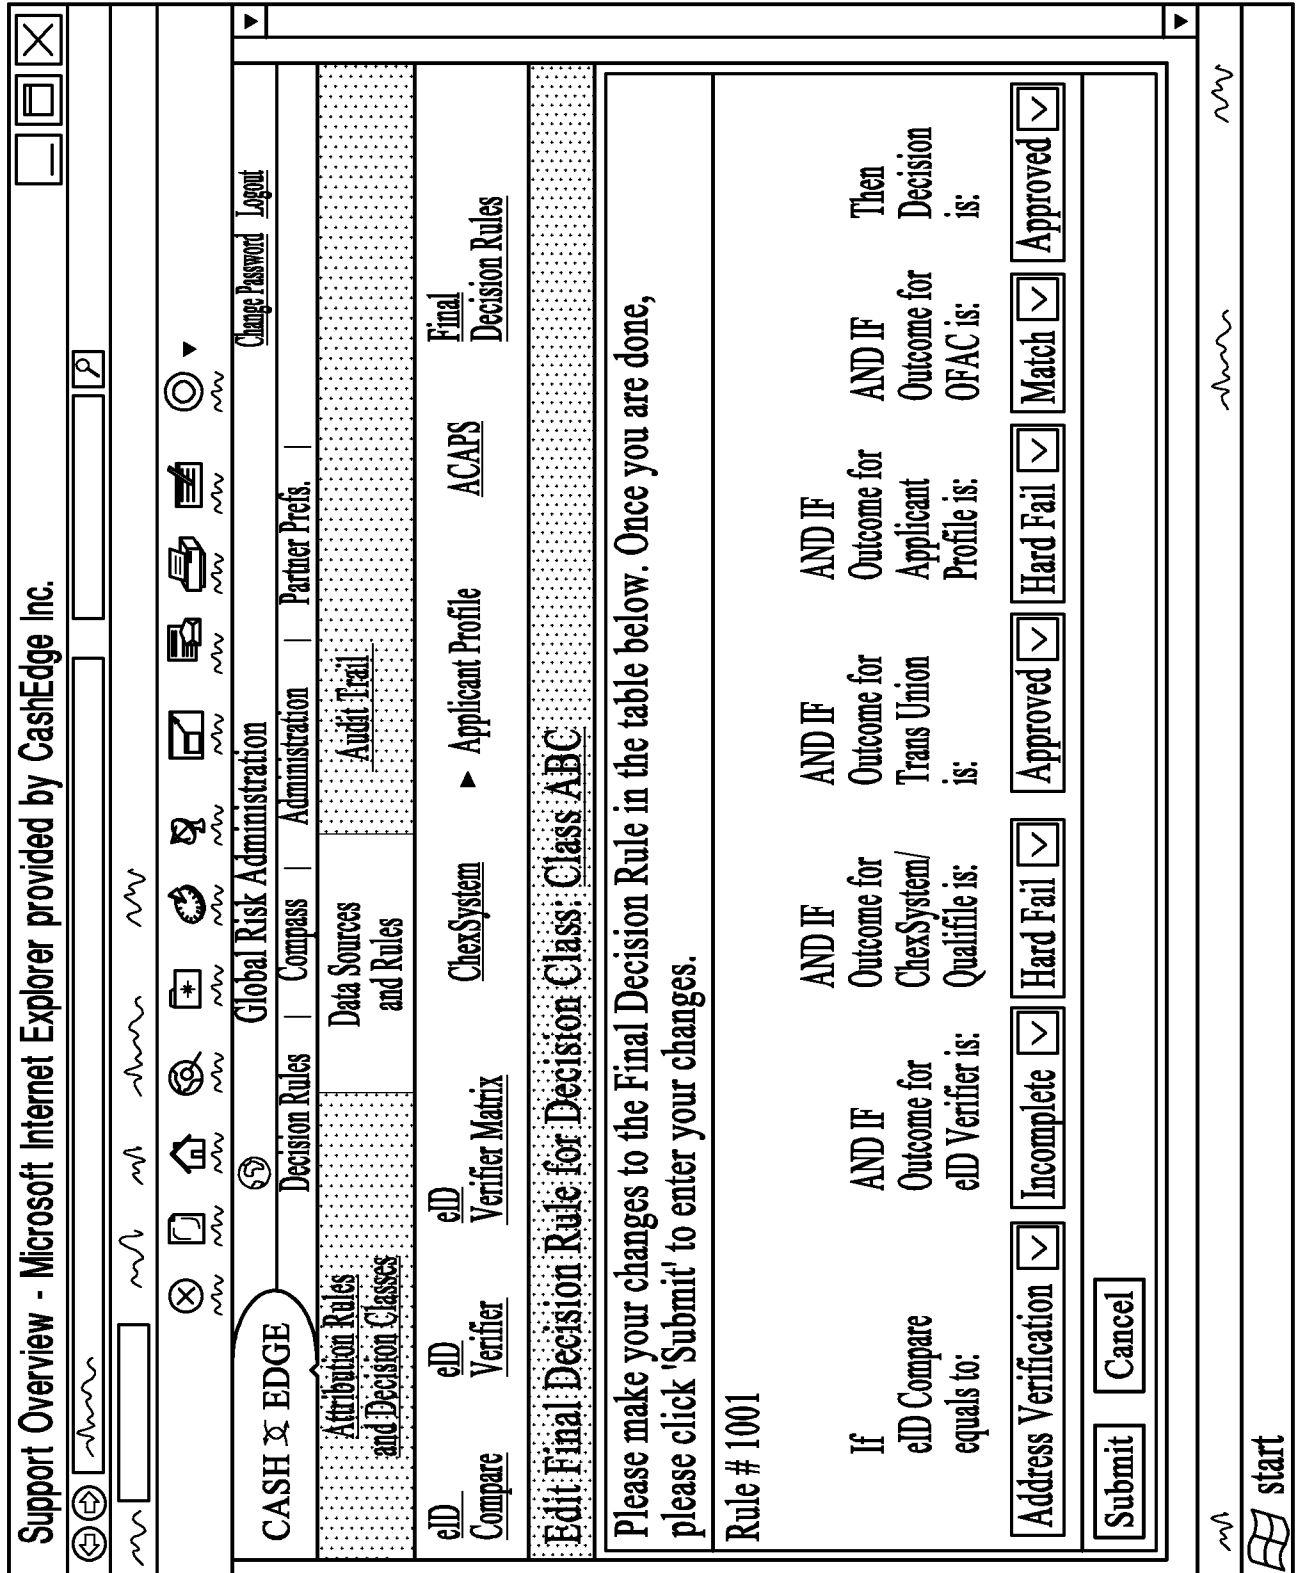 Support Overview - Microsoft Internet Explorer provided by CashEdge Inc.
CASH EDGE
Global Risk Administration
Change Password Logout
Decision Rules | Compass | Administration | Partner Prefs. |
Attribution Rules
and Decision Classes
Data Sources
and Rules
Audit Trail
eID
Compare
eID
Verifier
eID
Verifier Matrix
ChexSystem
Applicant Profile
ACAPS
Final
Decision Rules
Edit Final Decision Rule for Decision Class: Class ABC
Please make your changes to the Final Decision Rule in the table below. Once you are done,
please click 'Submit' to enter your changes.
Rule # 1001
If
eID Compare
equals to:
AND IF
Outcome for
eID Verifier is:
AND IF
Outcome for
ChexSystem/
Qualifile is:
AND IF
Outcome for
Trans Union
is:
AND IF
Outcome for
Applicant
Profile is:
AND IF
Outcome for
OFAC is:
Then
Decision
is:
Address Verification
Incomplete
Hard Fail
Approved
Hard Fail
Match
Approved
Submit
Cancel
start